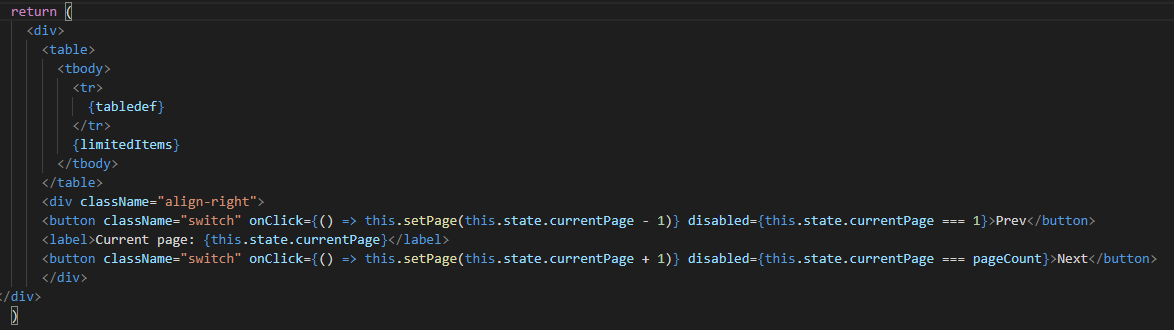 return (
<div>
<table>
<tbody>
<tr>
{tabledef}
</tr>
{limitedItems}
</tbody>
</table>
<div className="align-right">
<button className="switch" onClick={() => this.setPage(this.state.currentPage - 1)} disabled={this.state.currentPage === 1}>Prev</button>
<label>Current page: {this.state.currentPage}</label>
<button className="switch" onClick={() => this.setPage(this.state.currentPage + 1)} disabled={this.state.currentPage === pageCount}>Next</button>
</div>
</div>
)